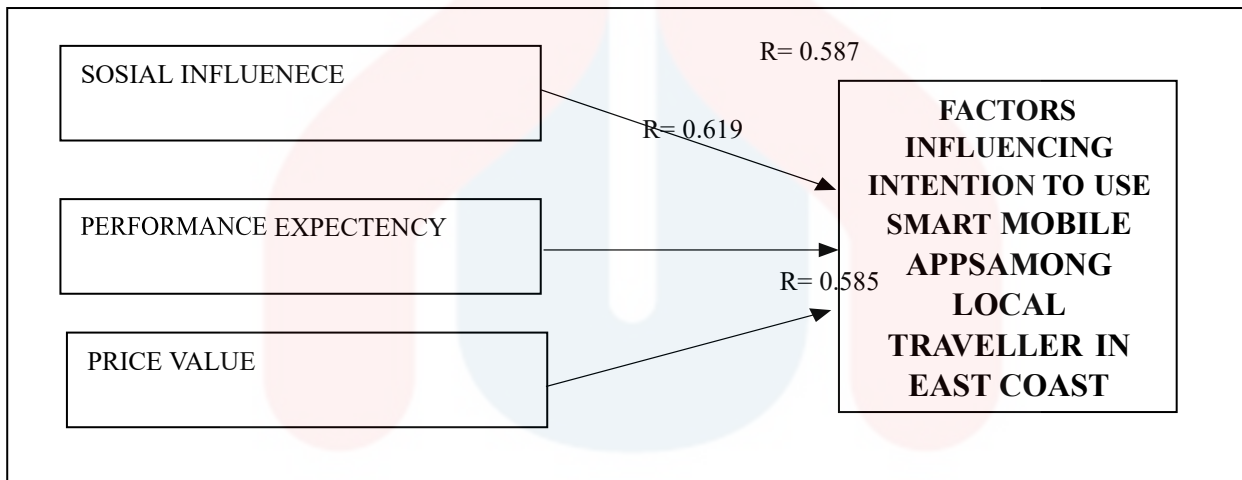 SOSIAL INFLUENECE
R= 0.587
R= 0.619
PERFORMANCE EXPECTENCY
R= 0.585
PRICE VALUE
FACTORS
INFLUENCING
INTENTION TO USE
SMART MOBILE
APPSAMONG
LOCAL
TRAVELLER IN
EAST COAST